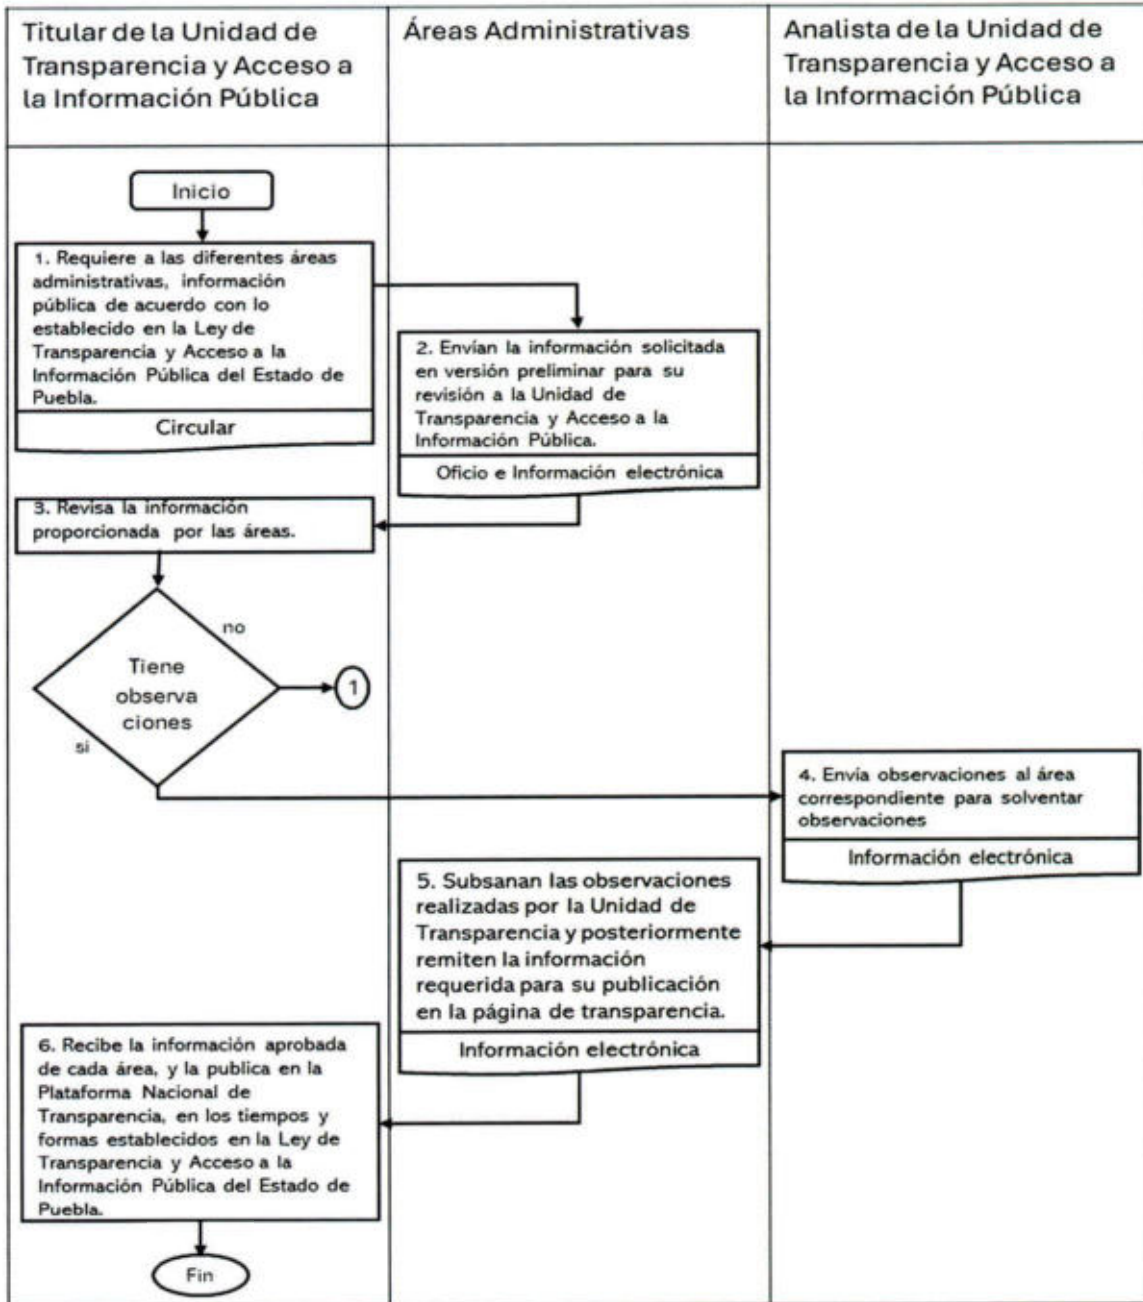 Titular de la Unidad de
Transparencia y Acceso a
la Información Pública
Áreas Administrativas
Analista de la Unidad de
Transparencia y Acceso a
la Información Pública
Inicio
1. Requiere a las diferentes áreas
administrativas, información
pública de acuerdo con lo
establecido en la Ley de
Transparencia y Acceso a la
Información Pública del Estado de
Puebla.
Circular
2. Envían la información solicitada
en versión preliminar para su
revisión a la Unidad de
Transparencia y Acceso a la
Información Pública.
Oficio e Información electrónica
3. Revisa la información
proporcionada por las áreas.
no
Tiene
observa
ciones
1
si
4. Envía observaciones al área
correspondiente para solventar
observaciones
Información electrónica
5. Subsanan las observaciones
realizadas por la Unidad de
Transparencia y posteriormente
remiten la información
requerida para su publicación
en la página de transparencia.
Información electrónica
6. Recibe la información aprobada
de cada área, y la publica en la
Plataforma Nacional de
Transparencia, en los tiempos y
formas establecidos en la Ley de
Transparencia y Acceso a la
Información Pública del Estado de
Puebla.
Fin